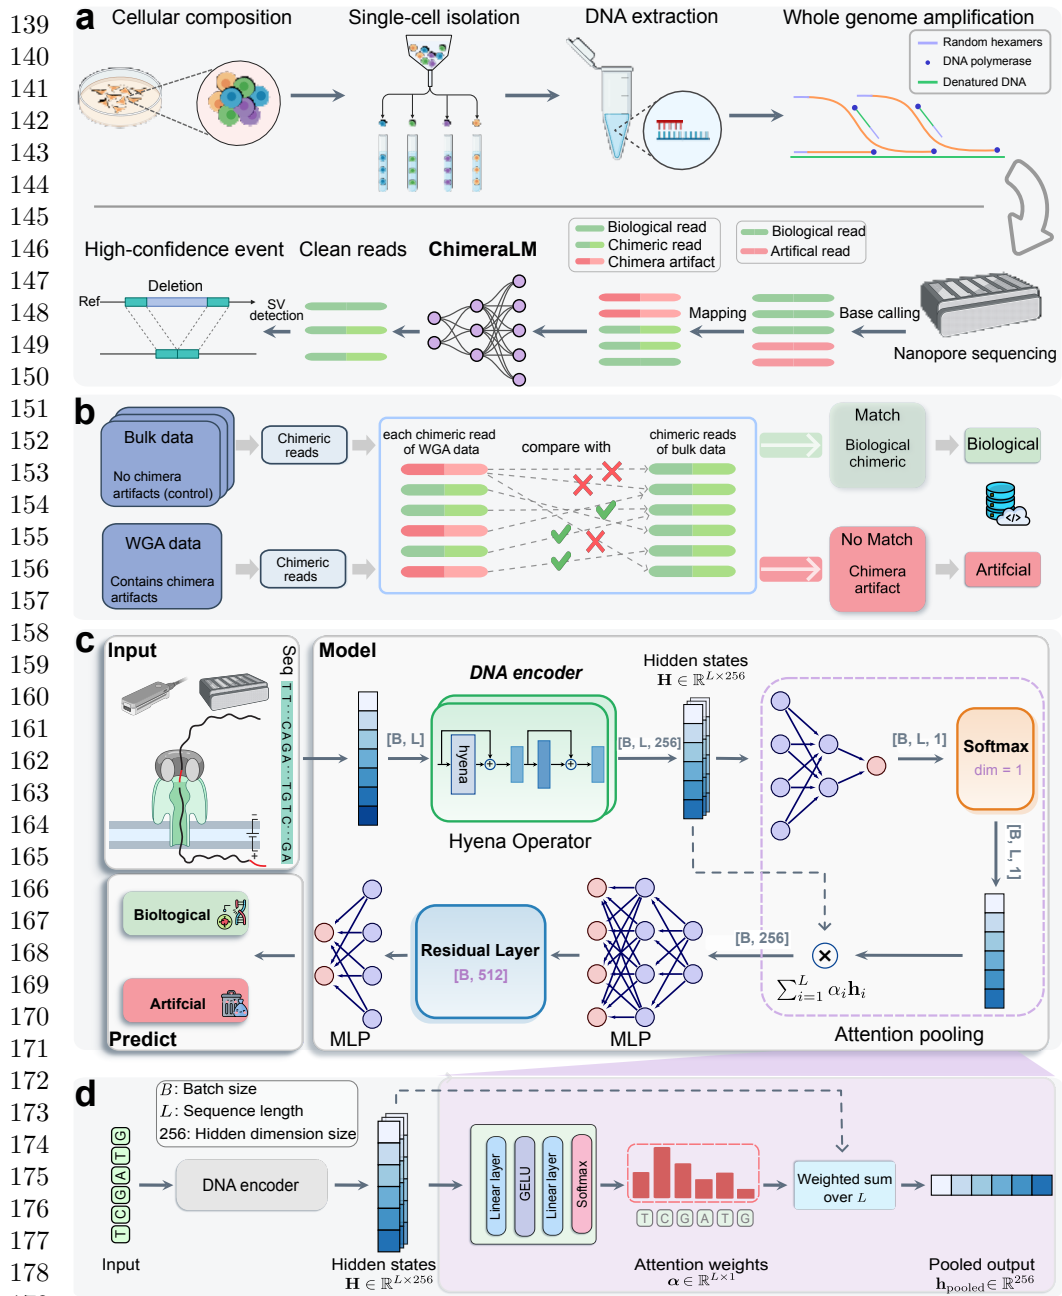 139
140
141
142
143
144
145
146
147
148
149
150
151
152
153
154
155
156
157
158
159
160
161
162
163
164
165
166
167
168
169
170
171
172
173
174
175
176
177
178
a
Cellular composition
Single-cell isolation
DNA extraction
Whole genome amplification
Random hexamers
DNA polymerase
Denatured DNA
High-confidence event
Clean reads
ChimeraLM
Biological read
Chimeric read
Chimera artifact
Biological read
Artifical read
Deletion
Ref
SV
detection
Mapping
Base calling
Nanopore sequencing
b
Bulk data
No chimera
artifacts (control)
Chimeric
reads
WGA data
Contains chimera
artifacts
Chimeric
reads
each chimeric read
of WGA data
compare with
chimeric reads
of bulk data
Match
Biological
chimeric
Biological
No Match
Chimera
artifact
Artifcial
c
Input
Seq
T T ··· C A G A ··· T G T C ··· G A
Model
DNA encoder
[B, L]
hyena
Hyena Operator
[B, L, 256]
Hidden states
H ∈ ℝ^{L×256}
[B, L, 1]
Softmax
dim = 1
[B, L, 1]
[B, 256]
∑_{i=1}^{L} α_i h_i
Attention pooling
MLP
Residual Layer
[B, 512]
MLP
Bioltogical
Artifcial
Predict
d
B: Batch size
L: Sequence length
256: Hidden dimension size
T C G A T G
Input
DNA encoder
Hidden states
H ∈ ℝ^{L×256}
Linear layer
GELU
Linear layer
Softmax
T C G A T G
Attention weights
α ∈ ℝ^{L×1}
Weighted sum
over L
Pooled output
h_{pooled} ∈ ℝ^{256}